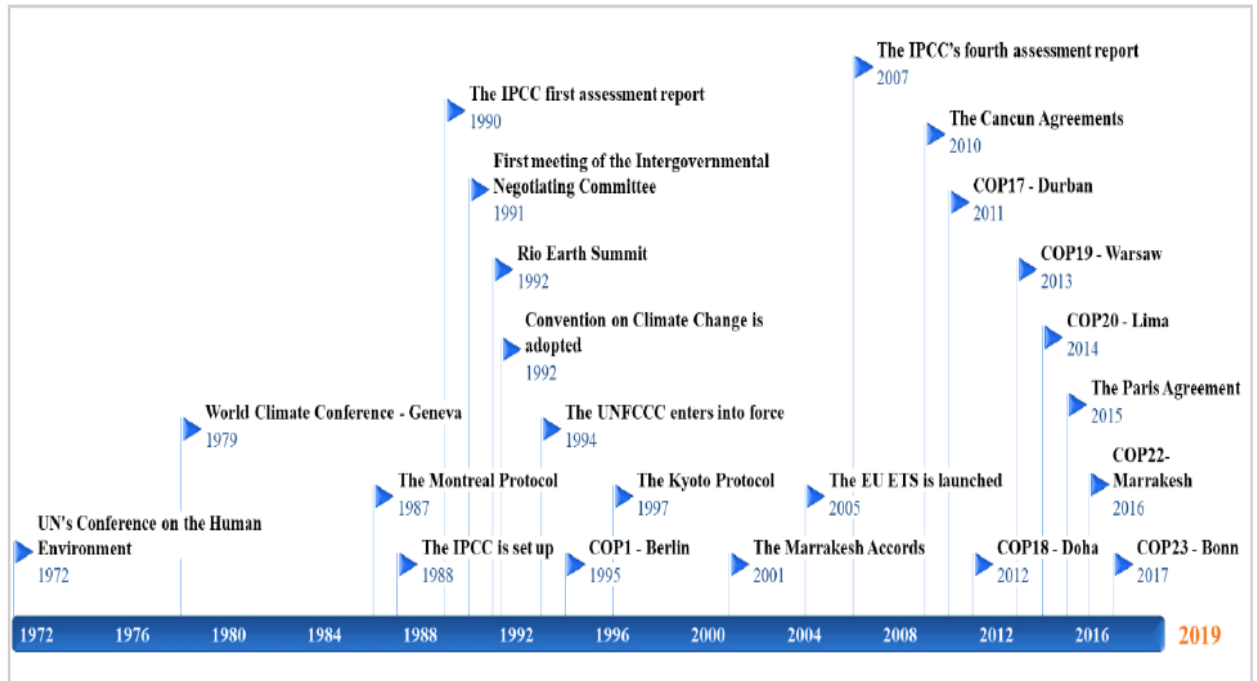 The IPCC's fourth assessment report
2007
The IPCC first assessment report
1990
The Cancun Agreements
2010
First meeting of the Intergovernmental
Negotiating Committee
1991
COP17 - Durban
2011
Rio Earth Summit
1992
COP19 - Warsaw
2013
Convention on Climate Change is
adopted
1992
COP20 - Lima
2014
The Paris Agreement
2015
World Climate Conference - Geneva
1979
The UNFCCC enters into force
1994
COP22-
Marrakesh
2016
The Montreal Protocol
1987
The Kyoto Protocol
1997
The EU ETS is launched
2005
UN's Conference on the Human
Environment
1972
The IPCC is set up
1988
COP1 - Berlin
1995
The Marrakesh Accords
2001
COP18 - Doha
2012
COP23 - Bonn
2017
1972 1976 1980 1984 1988 1992 1996 2000 2004 2008 2012 2016 2019